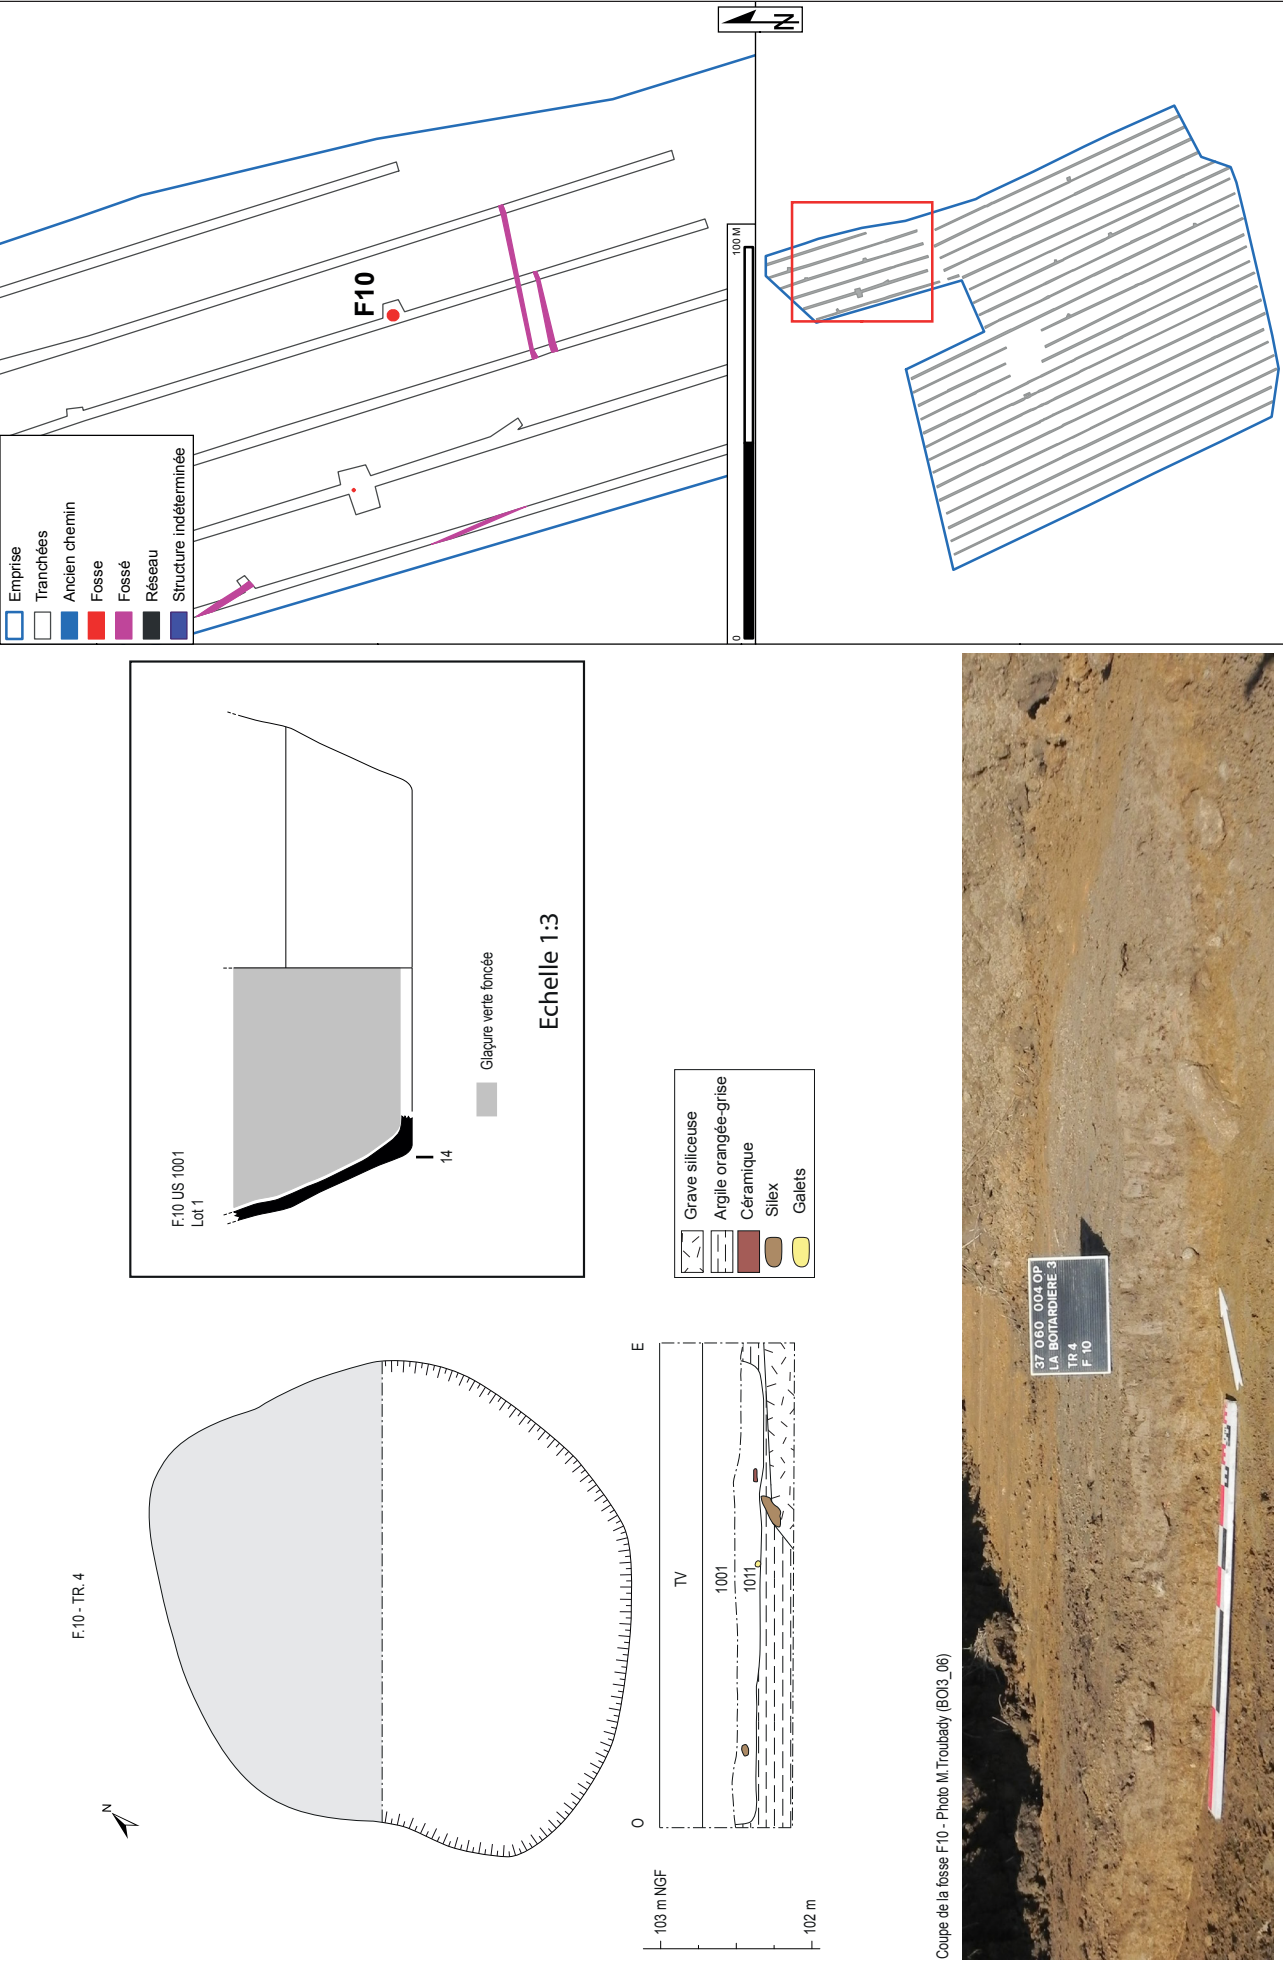 F.10 - TR. 4
N
O
E
TV
1001
1011
103 m NGF
102 m
F.10 US 1001
Lot 1
14
Glaçure verte foncée
Echelle 1:3
Grave siliceuse
Argile orangée-grise
Céramique
Silex
Galets
Emprise
Tranchées
Ancien chemin
Fosse
Fossé
Réseau
Structure indéterminée
F10
0
100 M
N
Coupe de la fosse F10 - Photo M.Troubady (BOI3_06)
37 060 004 OP
LA BOITARDIERE 3
TR 4
F 10